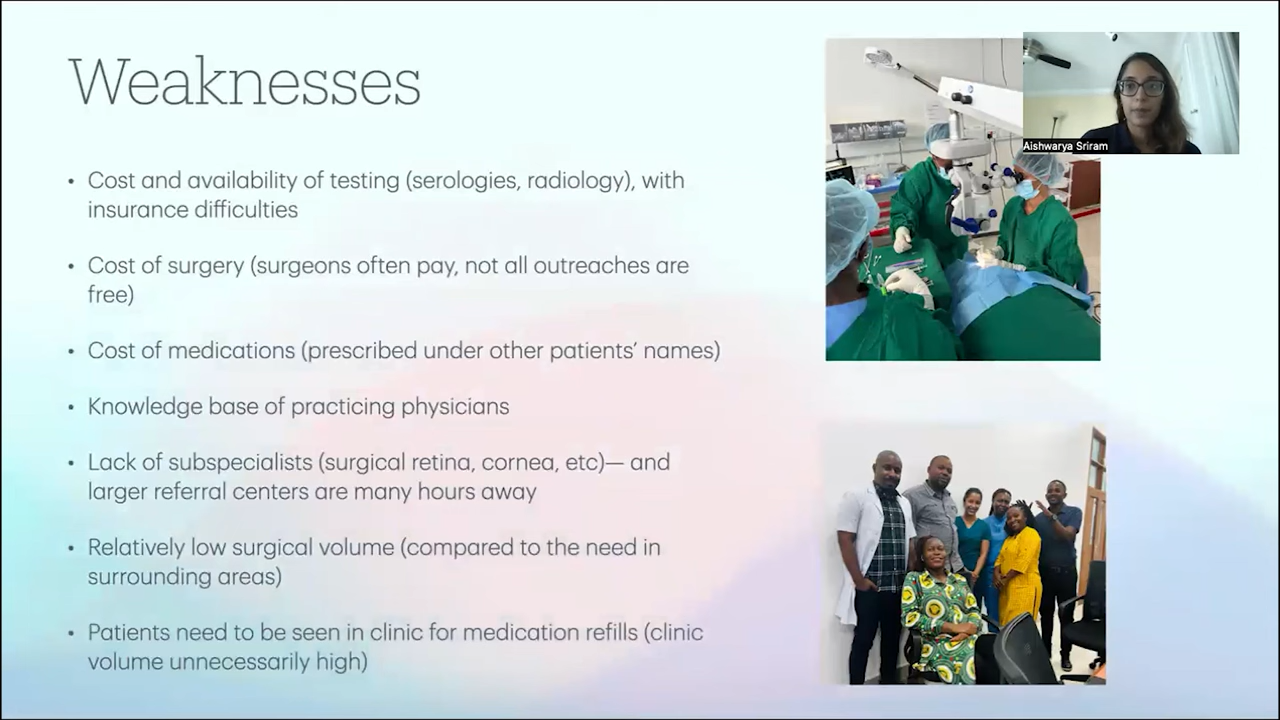 Weaknesses
Aishwarya Sriram
• Cost and availability of testing (serologies, radiology), with
insurance difficulties
• Cost of surgery (surgeons often pay, not all outreaches are
free)
• Cost of medications (prescribed under other patients’ names)
• Knowledge base of practicing physicians
• Lack of subspecialists (surgical retina, cornea, etc)— and
larger referral centers are many hours away
• Relatively low surgical volume (compared to the need in
surrounding areas)
• Patients need to be seen in clinic for medication refills (clinic
volume unnecessarily high)